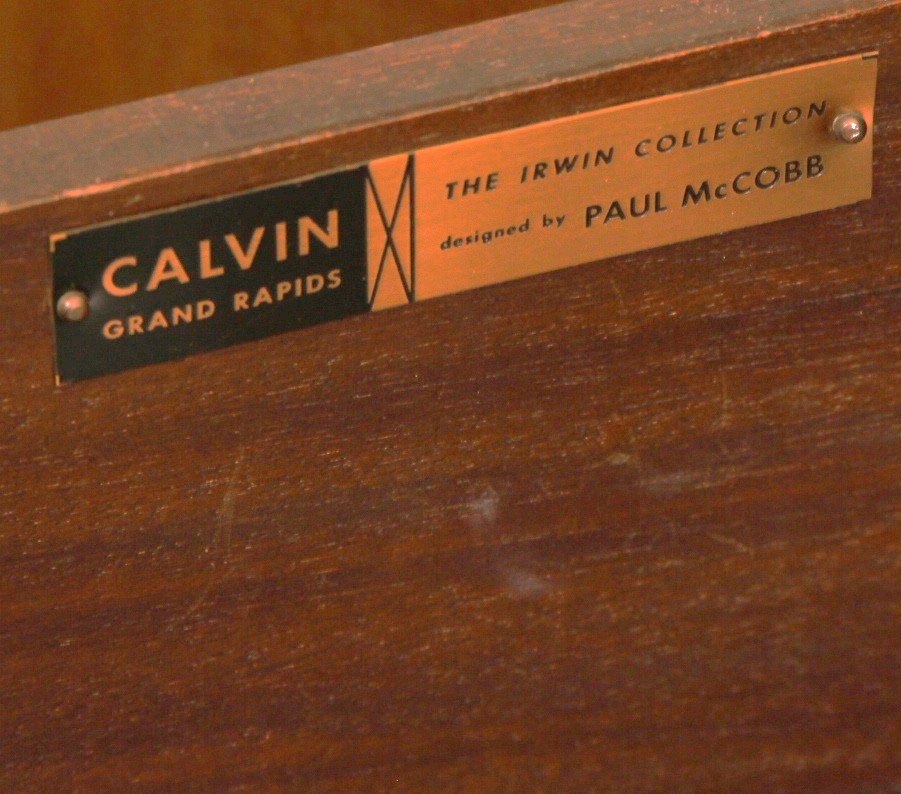 CALVIN
GRAND RAPIDS
THE IRWIN COLLECTION
designed by PAUL McCOBB